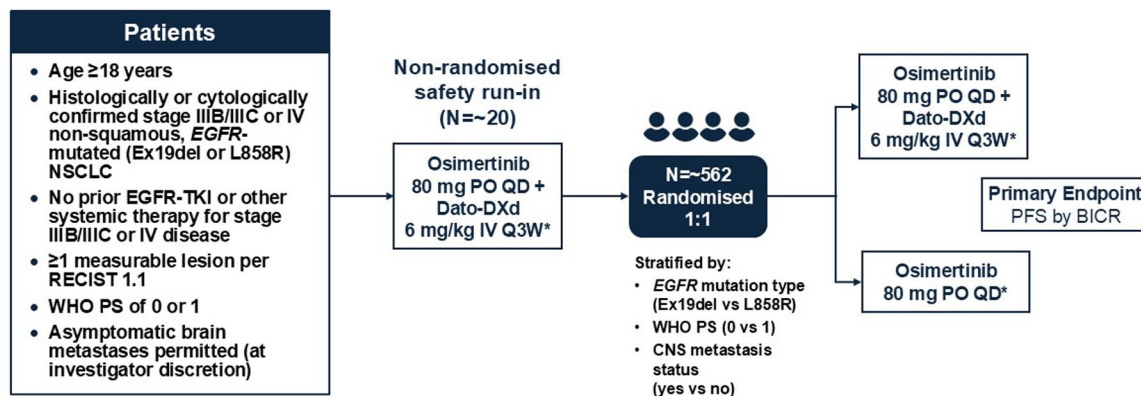 Patients
• Age ≥18 years
• Histologically or cytologically
confirmed stage IIIB/IIIC or IV
non-squamous, EGFR-
mutated (Ex19del or L858R)
NSCLC
• No prior EGFR-TKI or other
systemic therapy for stage
IIIB/IIIC or IV disease
• ≥1 measurable lesion per
RECIST 1.1
• WHO PS of 0 or 1
• Asymptomatic brain
metastases permitted (at
investigator discretion)
Non-randomised
safety run-in
(N=~20)
Osimertinib
80 mg PO QD +
Dato-DXd
6 mg/kg IV Q3W*
N=~562
Randomised
1:1
Stratified by:
• EGFR mutation type
(Ex19del vs L858R)
• WHO PS (0 vs 1)
• CNS metastasis
status
(yes vs no)
Osimertinib
80 mg PO QD +
Dato-DXd
6 mg/kg IV Q3W*
Osimertinib
80 mg PO QD*
Primary Endpoint
PFS by BICR